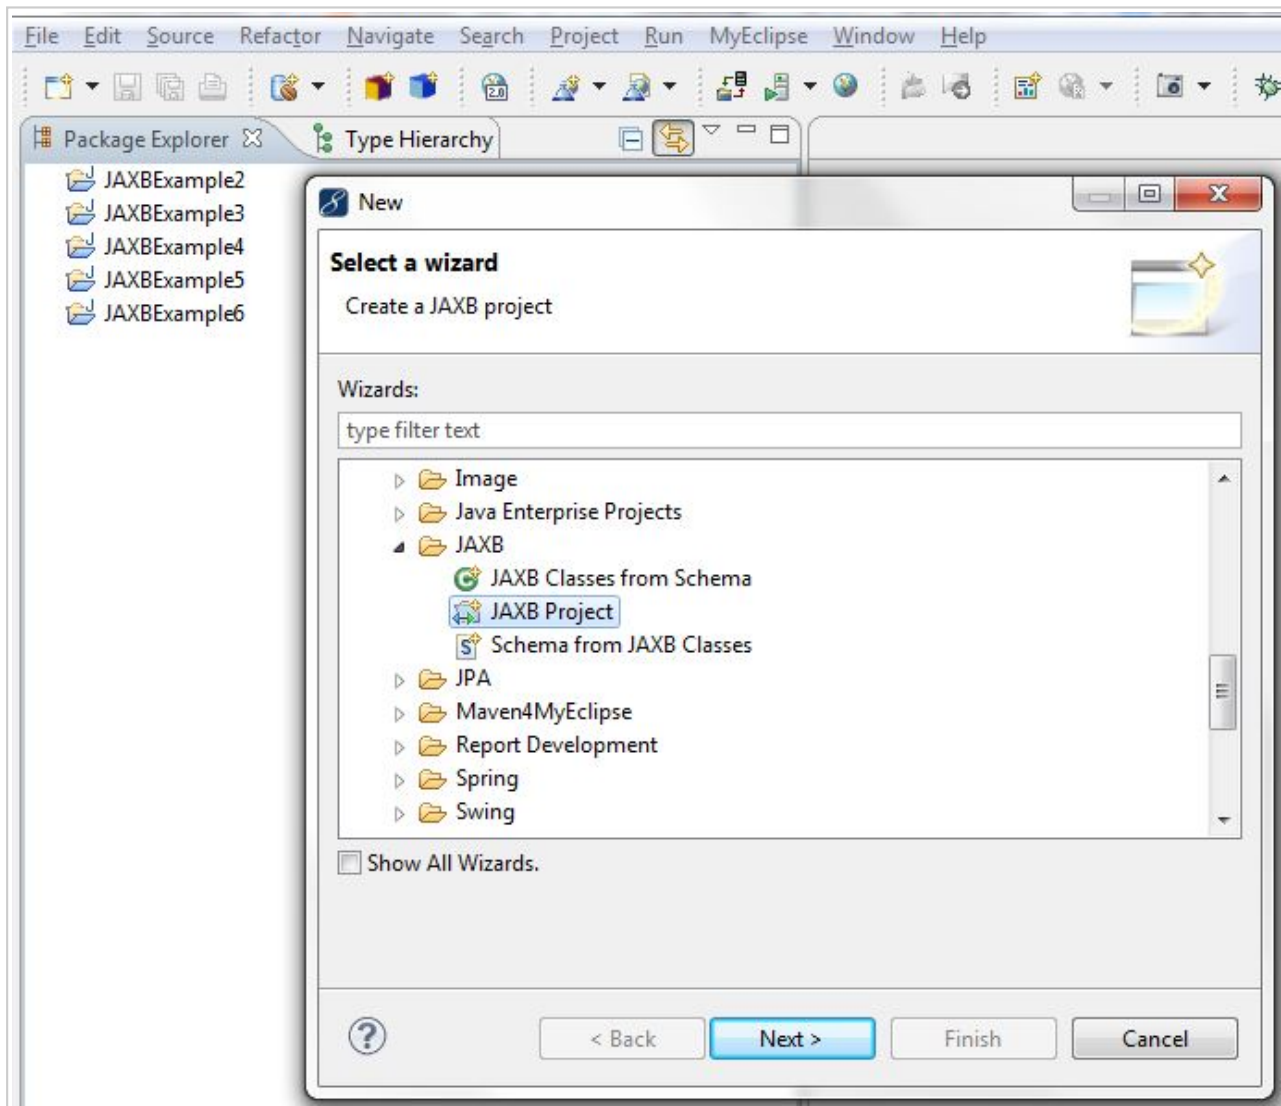 File Edit Source Refactor Navigate Search Project Run MyEclipse Window Help
2.0
Package Explorer Type Hierarchy
JAXBExample2
JAXBExample3
JAXBExample4
JAXBExample5
JAXBExample6
New
Select a wizard
Create a JAXB project
Wizards:
type filter text
Image
Java Enterprise Projects
JAXB
JAXB Classes from Schema
JAXB Project
Schema from JAXB Classes
JPA
Maven4MyEclipse
Report Development
Spring
Swing
Show All Wizards.
< Back Next > Finish Cancel